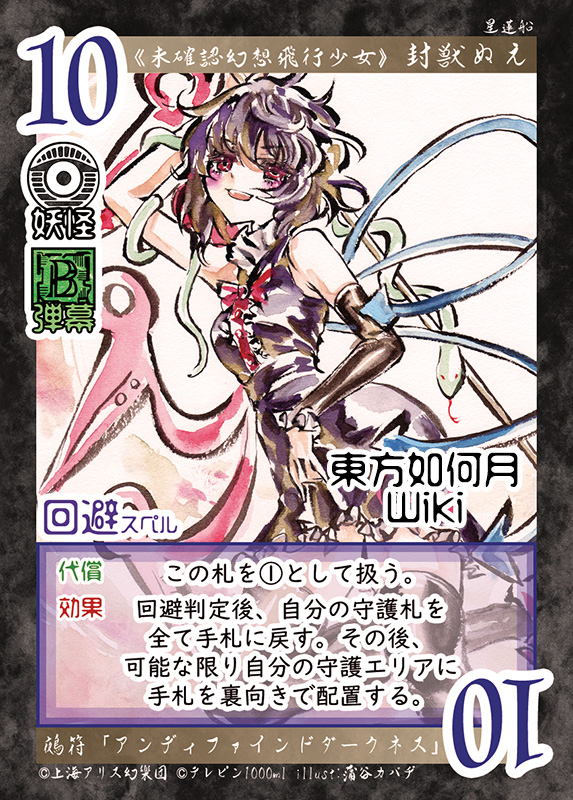 星蓮船
10
《未確認幻想飛行少女》 封獣ぬえ
妖怪
B
弾幕
東方如何月
Wiki
回避スペル
代償 この札を①として扱う。
効果 回避判定後、自分の守護札を
全て手札に戻す。その後、
可能な限り自分の守護エリアに
手札を裏向きで配置する。
10
鵺符「アンディファインドダークネス」
©上海アリス幻樂団 ©テレピン1000ml illust:蒲谷カバヂ